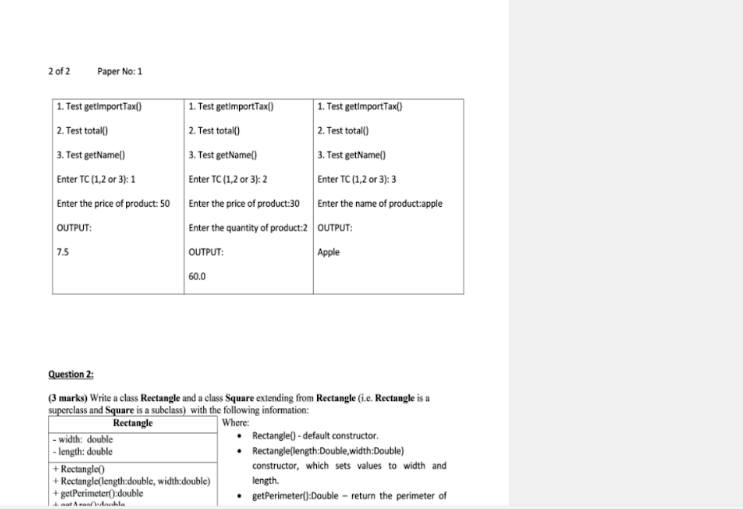 2 of 2 Paper No: 1
1. Test getImportTax()
2. Test total()
3. Test getName()
Enter TC (1,2 or 3): 1
Enter the price of product: 50
OUTPUT:
7.5
1. Test getImportTax()
2. Test total()
3. Test getName()
Enter TC (1,2 or 3): 2
Enter the price of product:30
Enter the quantity of product:2
OUTPUT:
60.0
1. Test getImportTax()
2. Test total()
3. Test getName()
Enter TC (1,2 or 3): 3
Enter the name of product:apple
OUTPUT:
Apple
Question 2:
(3 marks) Write a class Rectangle and a class Square extending from Rectangle (i.e. Rectangle is a
superclass and Square is a subclass) with the following information:
Rectangle
- width: double
- length: double
+ Rectangle()
+ Rectangle(length:double, width:double)
+ getPerimeter():double
+ getArea():double
Where:
• Rectangle() - default constructor.
• Rectangle(length:Double,width:Double)
constructor, which sets values to width and
length.
• getPerimeter():Double – return the perimeter of